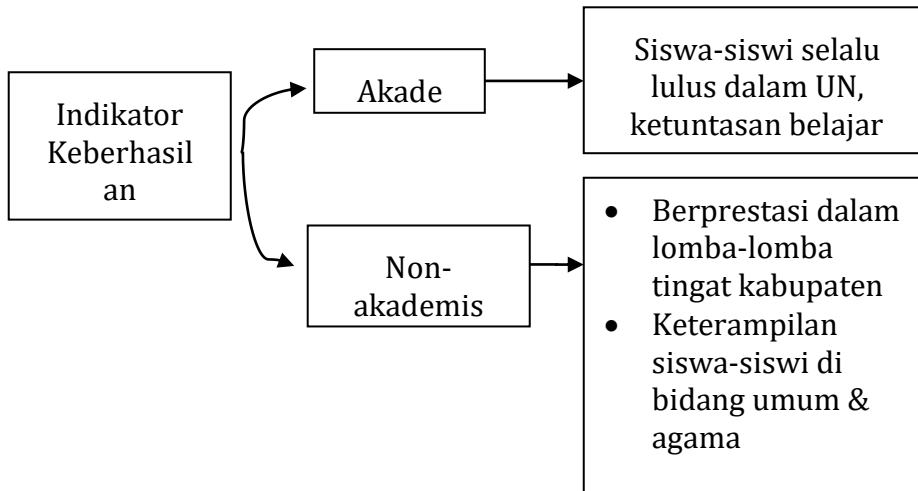 Indikator
Keberhasil
an
Akade
Siswa-siswi selalu
lulus dalam UN,
ketuntasan belajar
Non-
akademis
• Berprestasi dalam
lomba-lomba
tingat kabupaten
• Keterampilan
siswa-siswi di
bidang umum &
agama